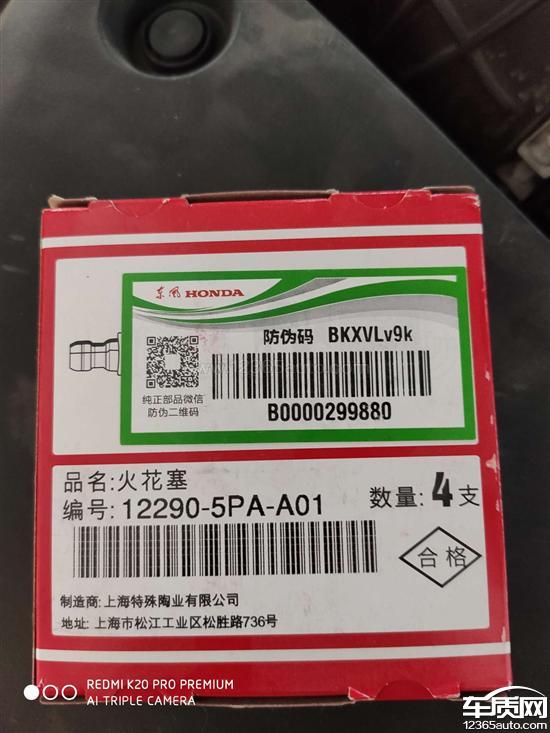 东风 HONDA
防伪码 BKXVLv9k
纯正部品微信
防伪二维码
B0000299880
品名:火花塞
编号:12290-5PA-A01
数量:4支
合格
制造商:上海特殊陶业有限公司
地址: 上海市松江工业区松胜路736号
REDMI K20 PRO PREMIUM
AI TRIPLE CAMERA
车质网
12365auto.com